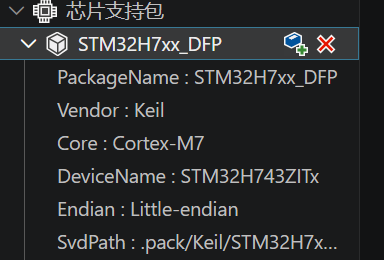 芯片支持包
STM32H7xx_DFP
PackageName : STM32H7xx_DFP
Vendor : Keil
Core : Cortex-M7
DeviceName : STM32H743ZITx
Endian : Little-endian
SvdPath : .pack/Keil/STM32H7x...